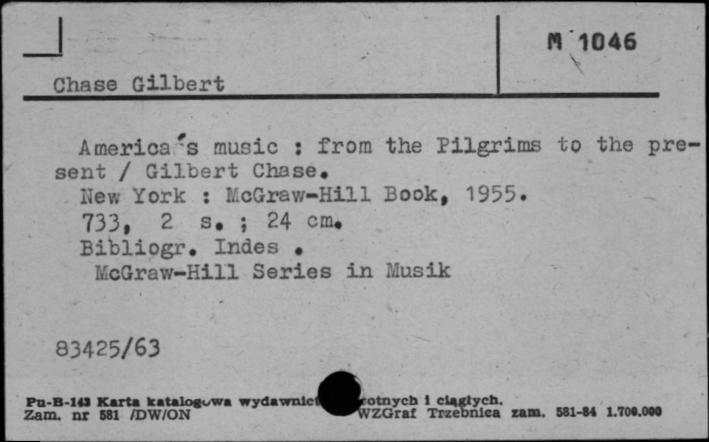 M 1046
Chase Gilbert
America's music : from the Pilgrims to the pre-
sent / Gilbert Chase.
New York : McGraw-Hill Book, 1955.
733, 2 s. ; 24 cm.
Bibliogr. Indes .
McGraw-Hill Series in Musik
83425/63
Pu-B-143 Karta katalogowa wydawnict otnych i ciągłych.
Zam. nr 581 /DW/ON WZGraf Trzebnica zam. 581-84 1.700.000